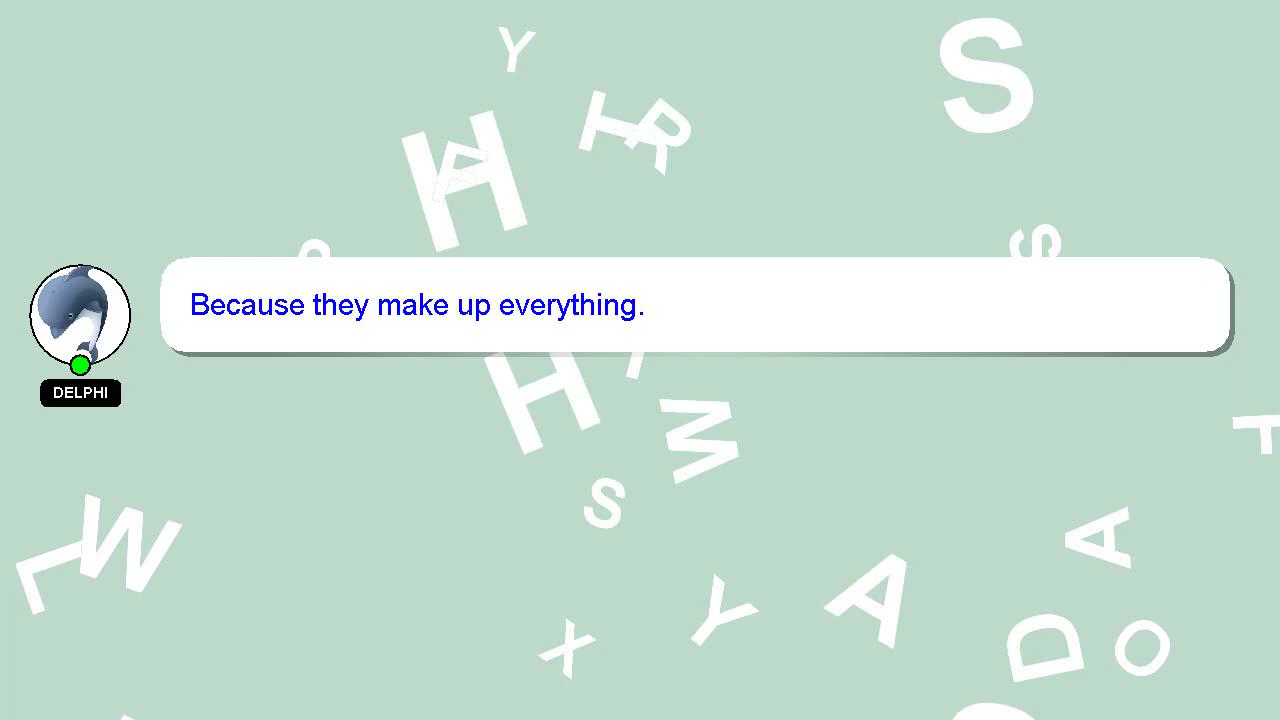 Y
S
T
R
H
A
S
Because they make up everything.
DELPHI
H
W
S
W
L
A
A
Y
X
D
O